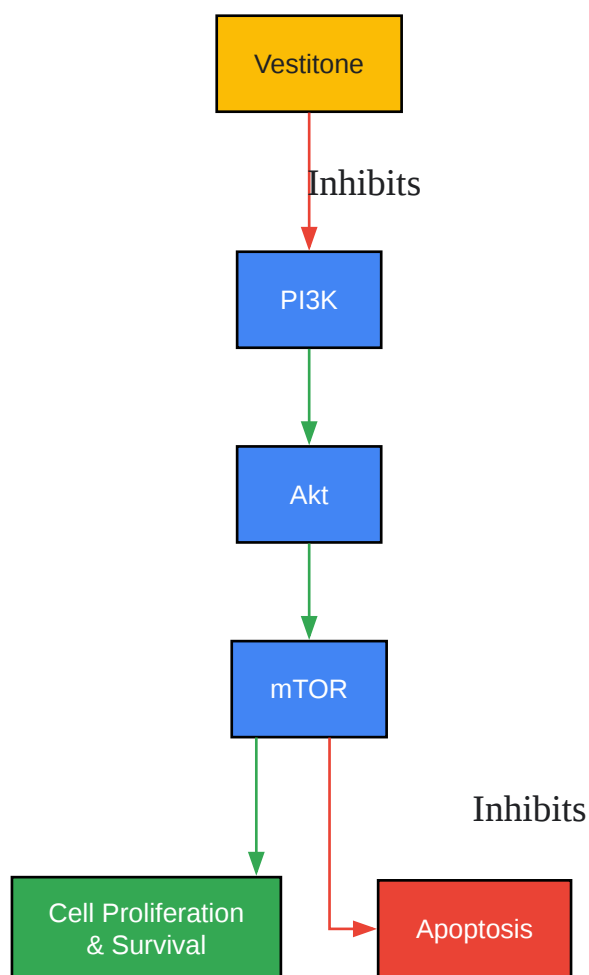 Vestitone
Inhibits
PI3K
Akt
mTOR
Inhibits
Cell Proliferation
& Survival
Apoptosis